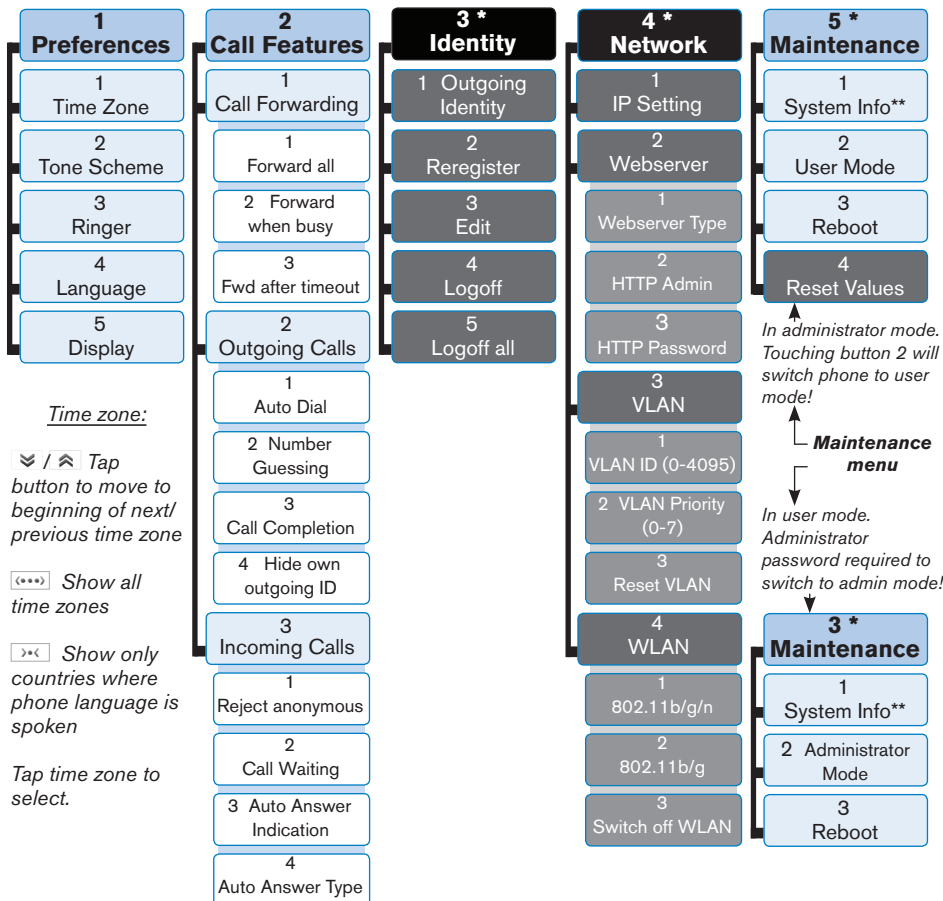 1
Preferences
1
Time Zone
2
Tone Scheme
3
Ringer
4
Language
5
Display
Time zone:
/ Tap
button to move to
beginning of next/
previous time zone
Show all
time zones
Show only
countries where
phone language is
spoken
Tap time zone to
select.
2
Call Features
1
Call Forwarding
1
Forward all
2 Forward
when busy
3
Fwd after timeout
2
Outgoing Calls
1
Auto Dial
2 Number
Guessing
3
Call Completion
4 Hide own
outgoing ID
3
Incoming Calls
1
Reject anonymous
2
Call Waiting
3 Auto Answer
Indication
4
Auto Answer Type
3 *
Identity
1 Outgoing
Identity
2
Reregister
3
Edit
4
Logoff
5
Logoff all
4 *
Network
1
IP Setting
2
Webserver
1
Webserver Type
2
HTTP Admin
3
HTTP Password
3
VLAN
1
VLAN ID (0-4095)
2 VLAN Priority
(0-7)
3
Reset VLAN
4
WLAN
1
802.11b/g/n
2
802.11b/g
3
Switch off WLAN
5 *
Maintenance
1
System Info**
2
User Mode
3
Reboot
4
Reset Values
In administrator mode.
Touching button 2 will
switch phone to user
mode!
Maintenance
menu
In user mode.
Administrator
password required to
switch to admin mode!
3 *
Maintenance
1
System Info**
2 Administrator
Mode
3
Reboot